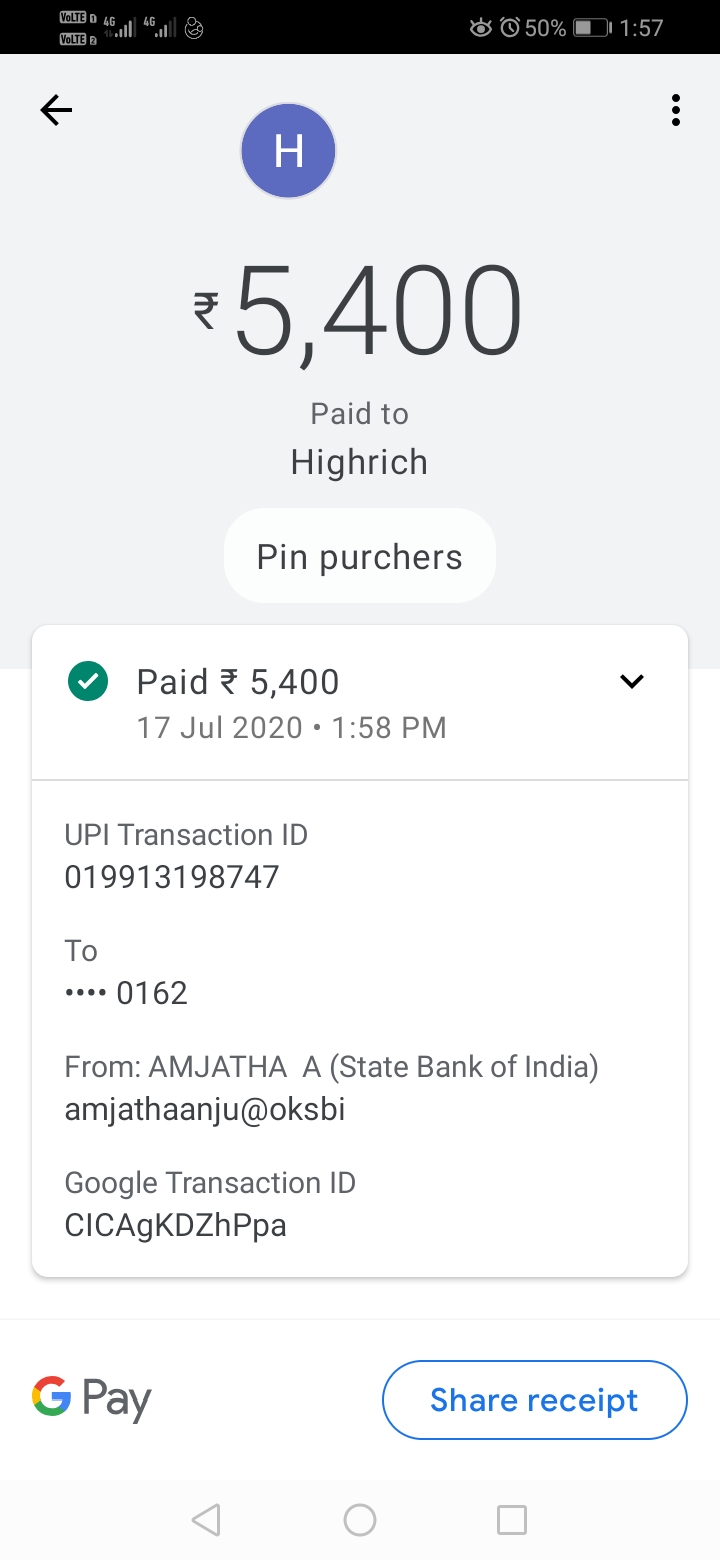 VoLTE 1 4G 4G 50% 1:57
VoLTE 2
H
₹5,400
Paid to
Highrich
Pin purchers
Paid ₹ 5,400
17 Jul 2020 • 1:58 PM
UPI Transaction ID
019913198747
To
•••• 0162
From: AMJATHA  A (State Bank of India)
amjathaanju@oksbi
Google Transaction ID
CICAgKDZhPpa
G Pay
Share receipt